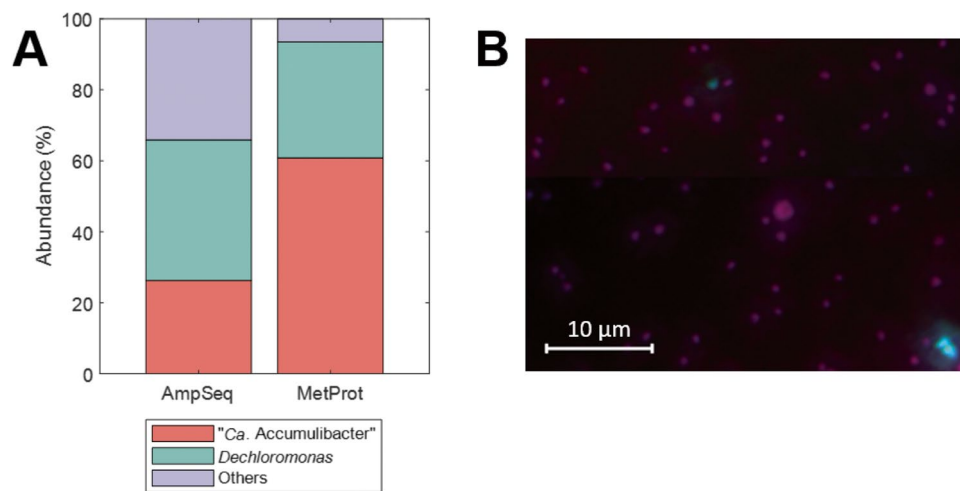 A
B
Abundance (%)
100
80
60
40
20
0
AmpSeq MetProt
"Ca. Accumulibacter"
Dechloromonas
Others
10 µm